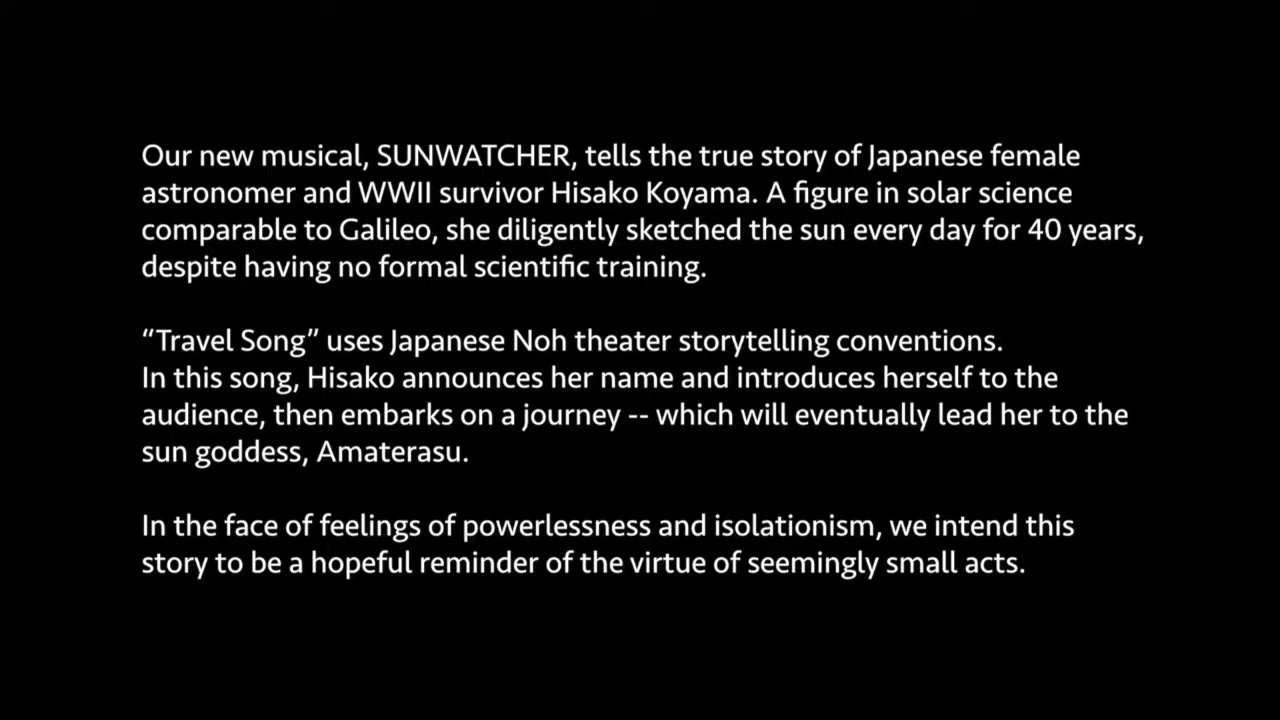 Our new musical, SUNWATCHER, tells the true story of Japanese female
astronomer and WWII survivor Hisako Koyama. A figure in solar science
comparable to Galileo, she diligently sketched the sun every day for 40 years,
despite having no formal scientific training.
“Travel Song” uses Japanese Noh theater storytelling conventions.
In this song, Hisako announces her name and introduces herself to the
audience, then embarks on a journey -- which will eventually lead her to the
sun goddess, Amaterasu.
In the face of feelings of powerlessness and isolationism, we intend this
story to be a hopeful reminder of the virtue of seemingly small acts.